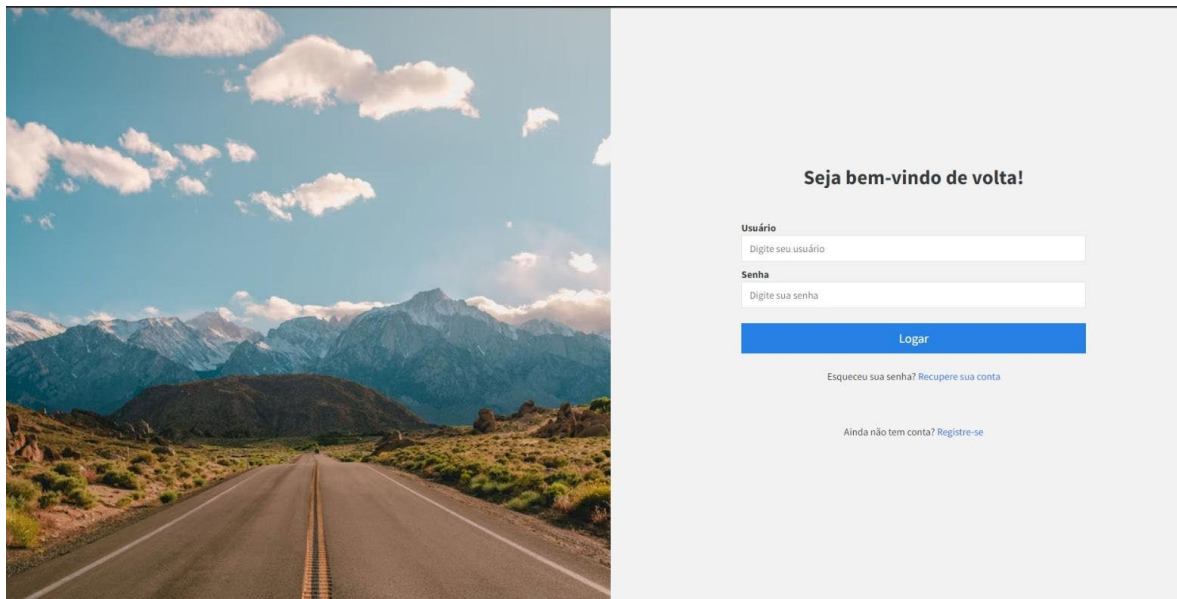 Seja bem-vindo de volta!
Usuário
Digite seu usuário
Senha
Digite sua senha
Logar
Esqueceu sua senha? Recupere sua conta
Ainda não tem conta? Registre-se